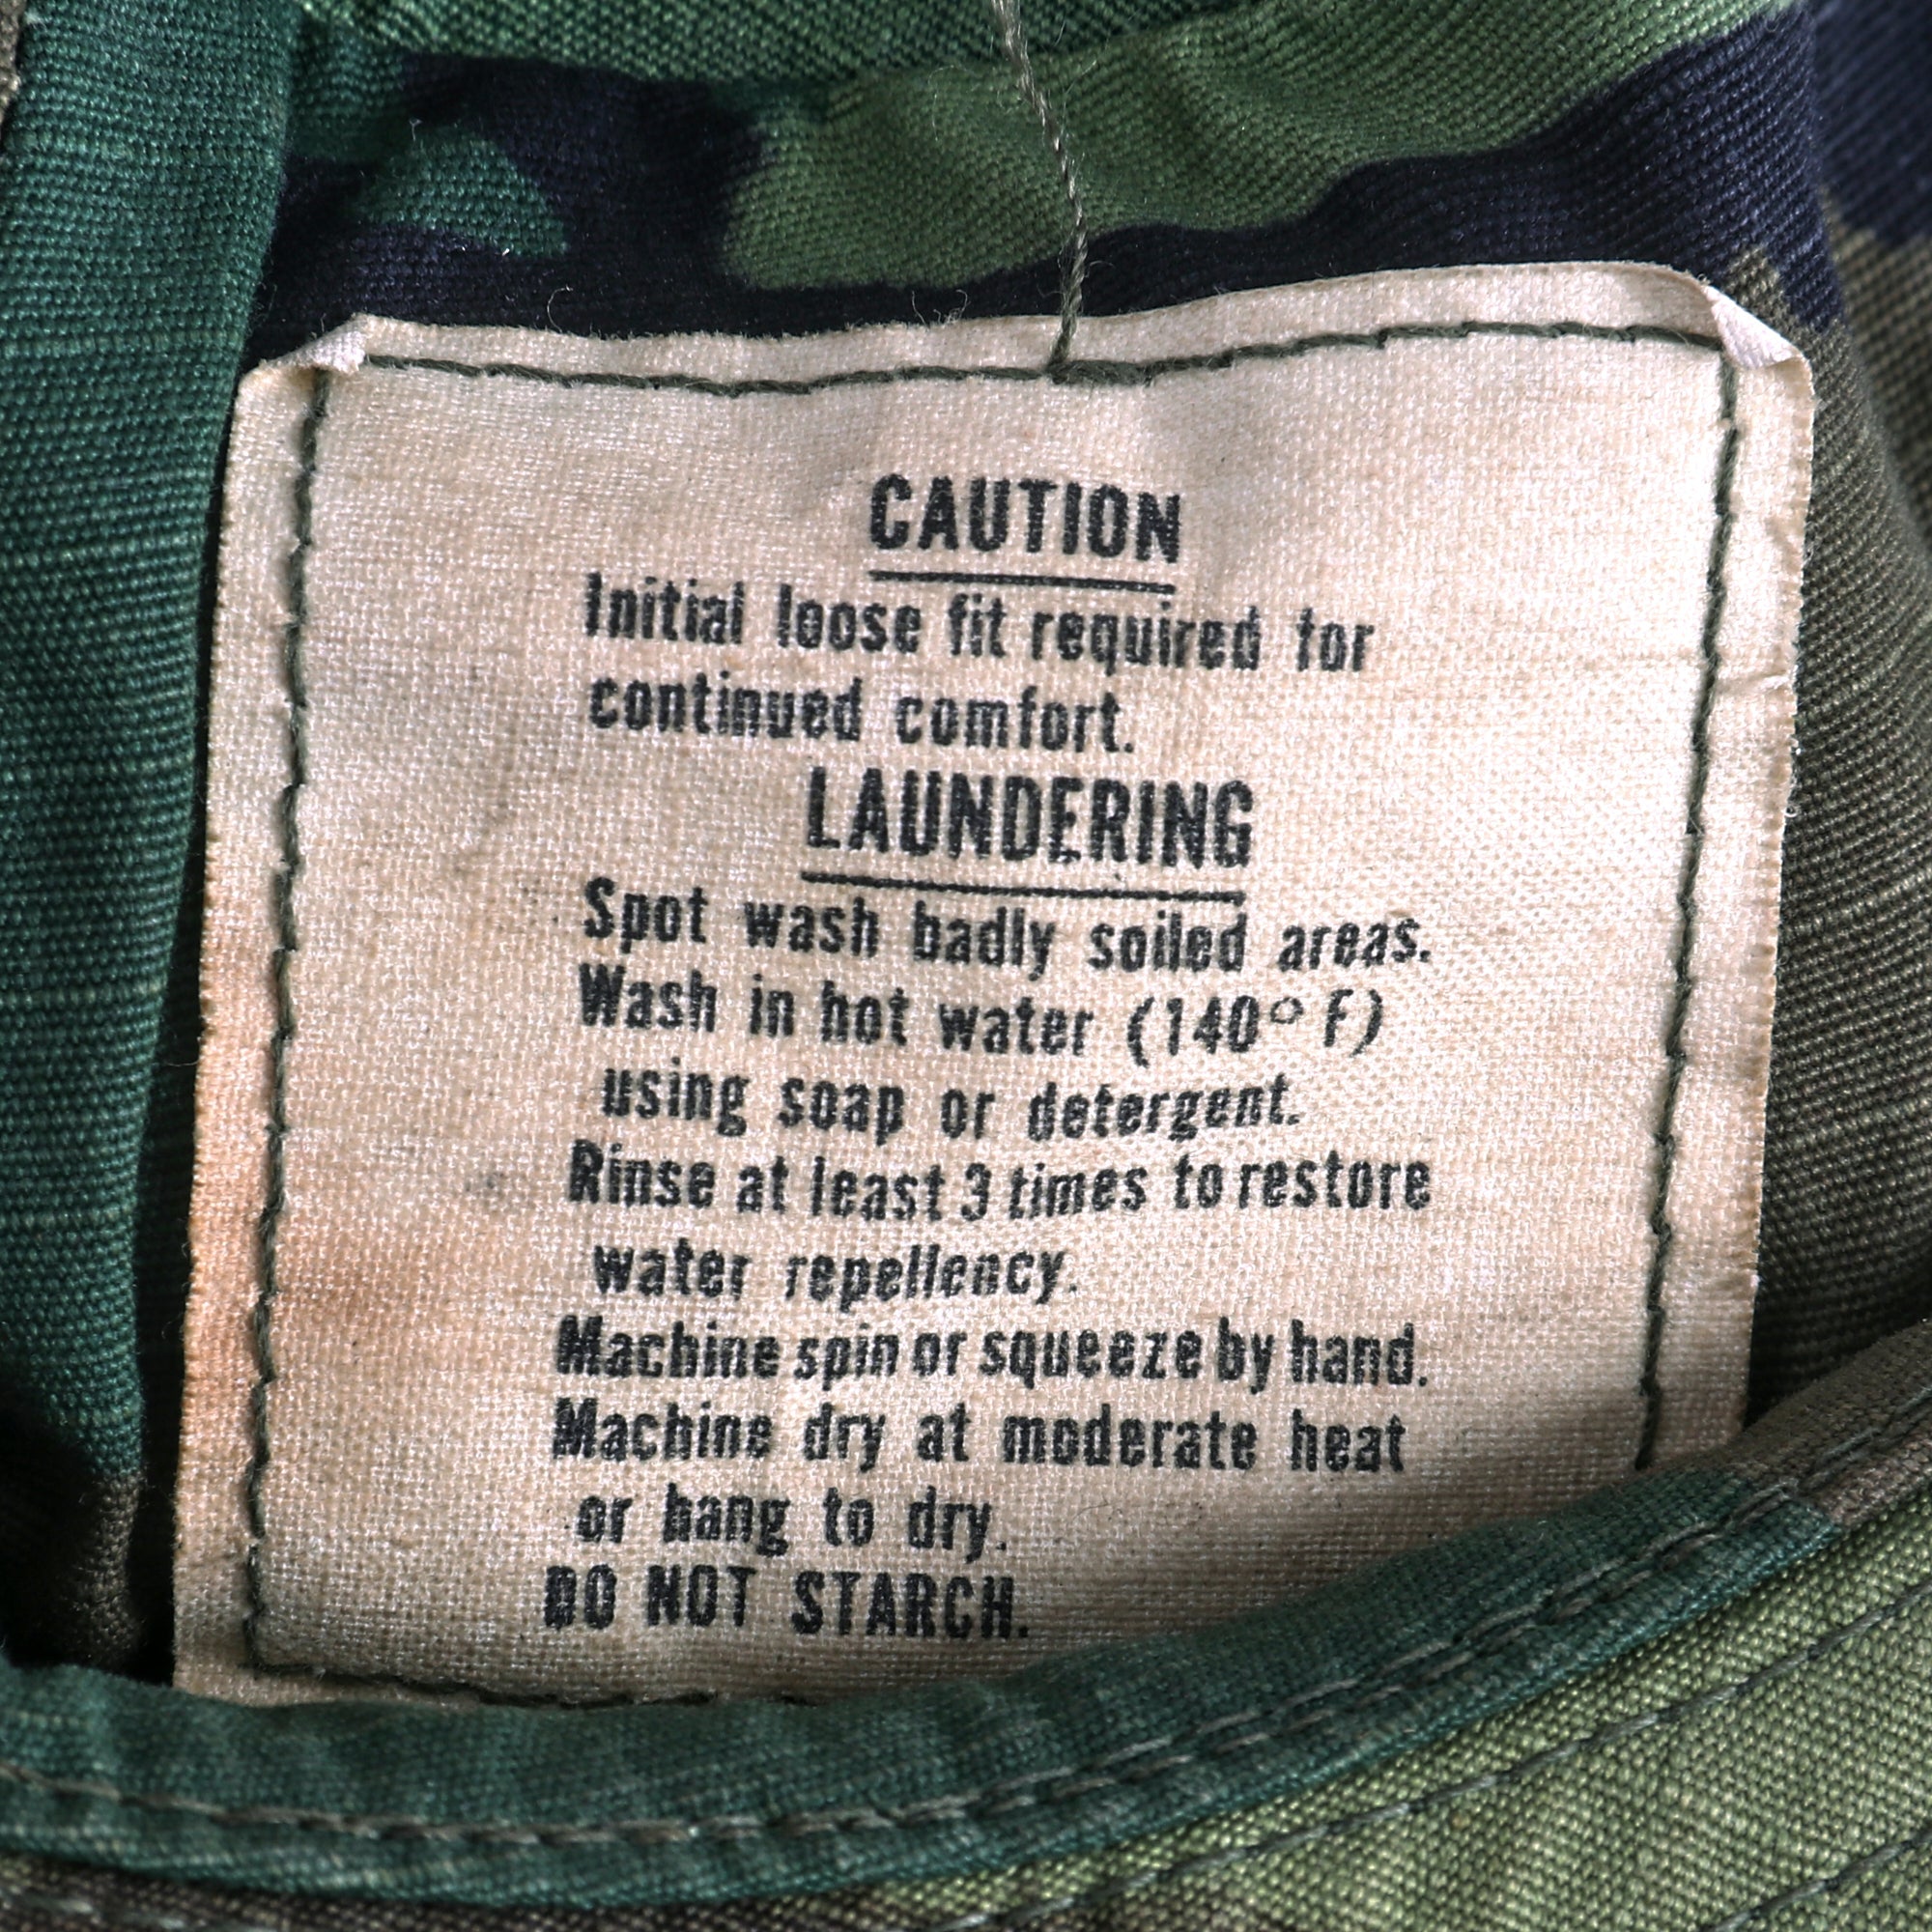 CAUTION
Initial loose fit required for
continued comfort.
LAUNDERING
Spot wash badly soiled areas.
Wash in hot water (140° F)
using soap or detergent.
Rinse at least 3 times to restore
water repellency.
Machine spin or squeeze by hand.
Machine dry at moderate heat
or hang to dry.
DO NOT STARCH.